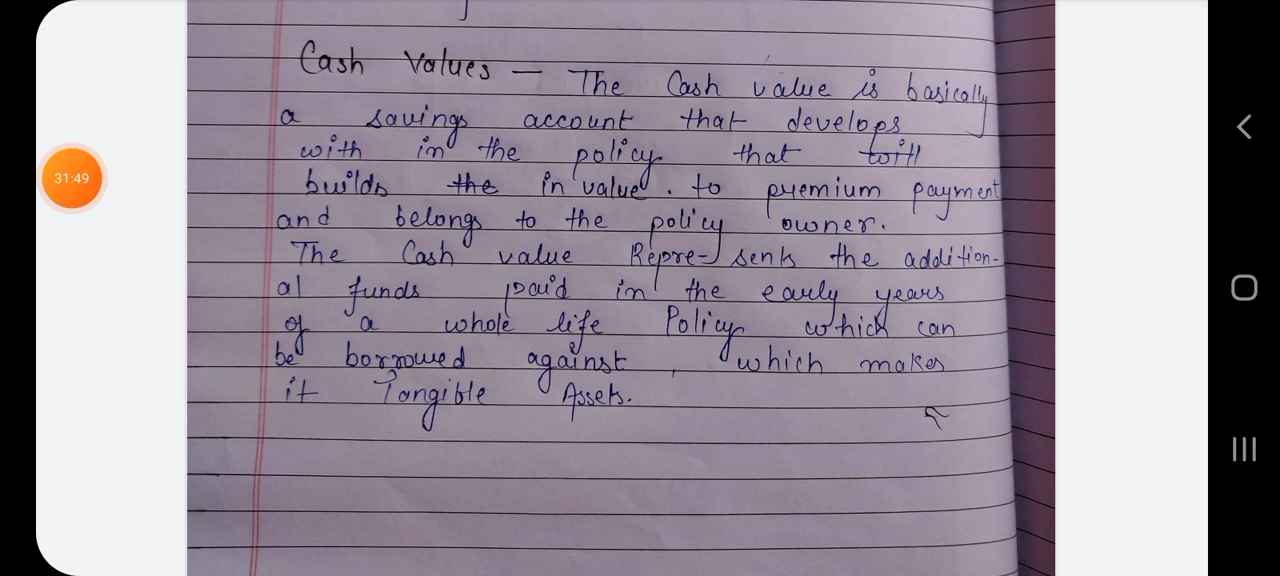 31:49
Cash Values — The Cash value is basically
a savings account that develops
with in the policy that will
builds the in value. to premium payment
and belongs to the policy owner.
The Cash value Repre- sents the addition-
al funds paid in the early years
of a whole life Policy which can
be borrowed against, which makes
it Tangible Assets.